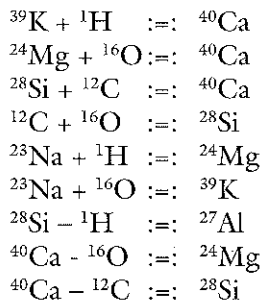 ³⁹K + ¹H :=: ⁴⁰Ca
²⁴Mg + ¹⁶O :=: ⁴⁰Ca
²⁸Si + ¹²C :=: ⁴⁰Ca
¹²C + ¹⁶O :=: ²⁸Si
²³Na + ¹H :=: ²⁴Mg
²³Na + ¹⁶O :=: ³⁹K
²⁸Si – ¹H :=: ²⁷Al
⁴⁰Ca - ¹⁶O :=: ²⁴Mg
⁴⁰Ca – ¹²C :=: ²⁸Si